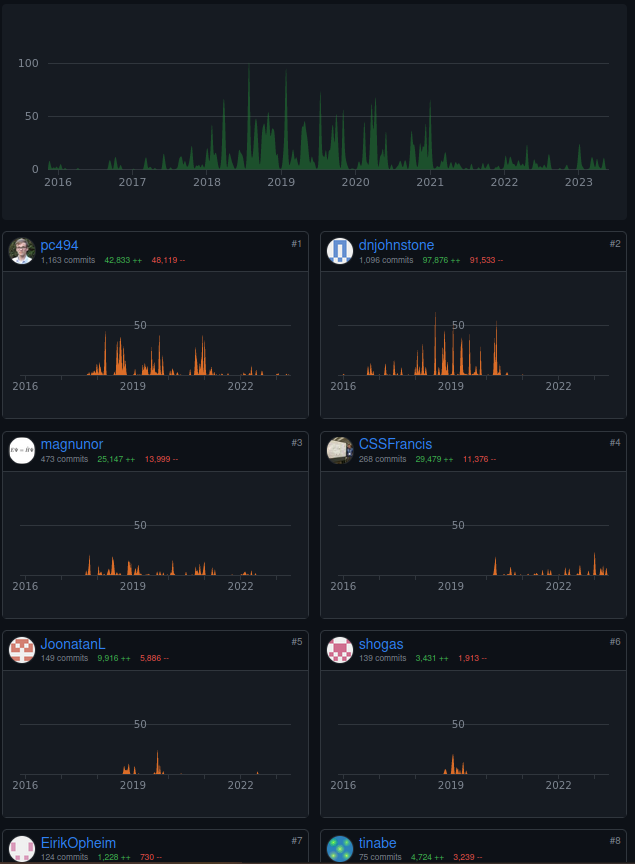 100
50
0
2016 2017 2018 2019 2020 2021 2022 2023
pc494 #1
1,163 commits 42,833 ++ 48,119 --
50
2016 2019 2022
dnjohnstone #2
1,096 commits 97,876 ++ 91,533 --
50
2016 2019 2022
magnunor #3
473 commits 25,147 ++ 13,999 --
50
2016 2019 2022
CSSFrancis #4
268 commits 29,479 ++ 11,376 --
50
2016 2019 2022
JoonatanL #5
149 commits 9,916 ++ 5,886 --
50
2016 2019 2022
shogas #6
139 commits 3,431 ++ 1,913 --
50
2016 2019 2022
EirikOpheim #7
124 commits 1,228 ++ 730 --
tinabe #8
75 commits 4,724 ++ 3,239 --